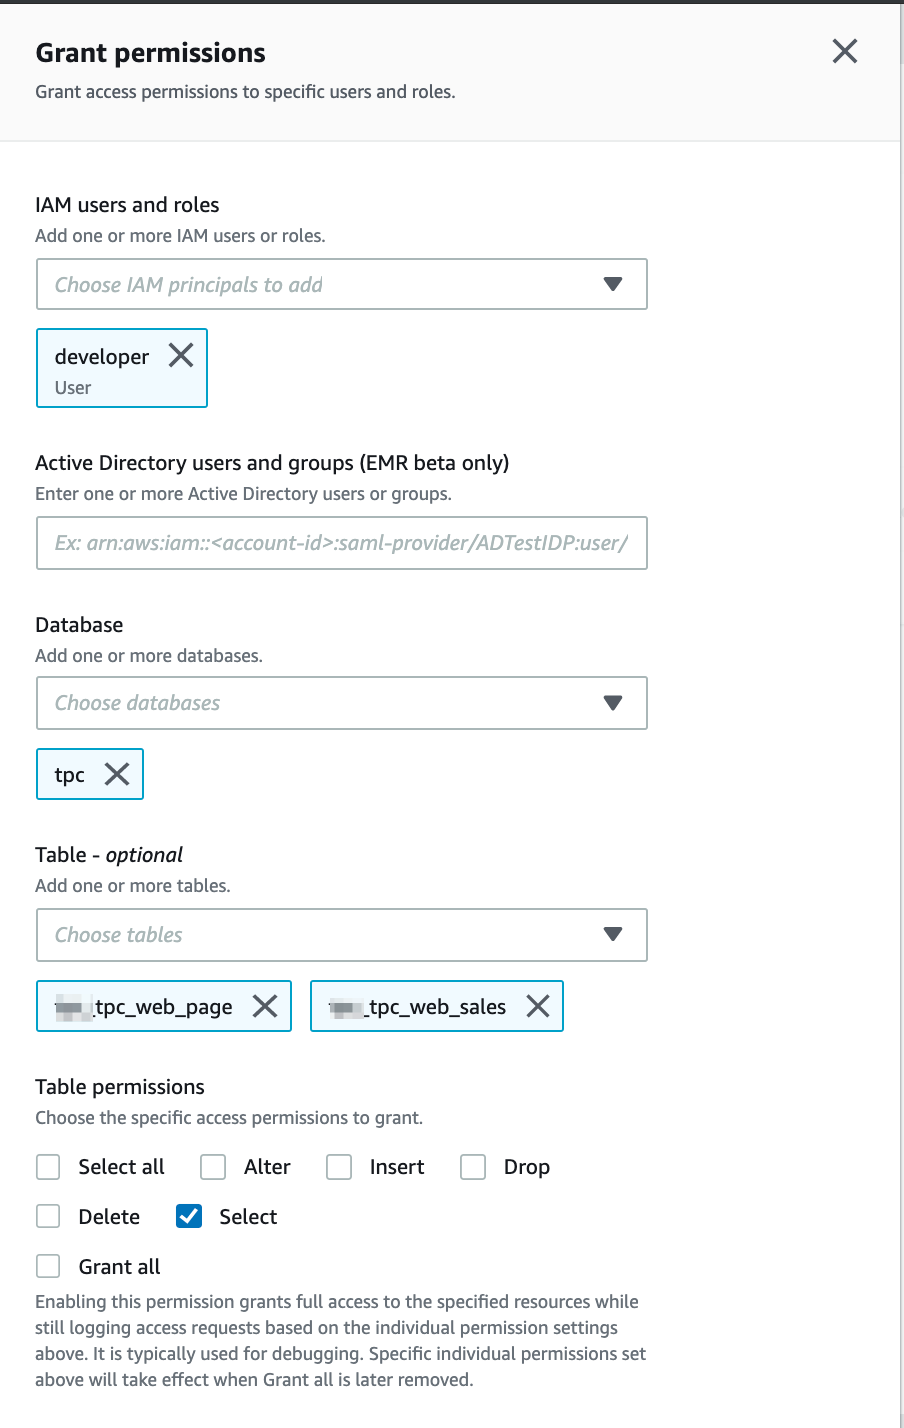 Grant permissions
Grant access permissions to specific users and roles.
IAM users and roles
Add one or more IAM users or roles.
Choose IAM principals to add
developer
User
Active Directory users and groups (EMR beta only)
Enter one or more Active Directory users or groups.
Ex: arn:aws:iam::<account-id>:saml-provider/ADTestIDP:user/
Database
Add one or more databases.
Choose databases
tpc
Table - optional
Add one or more tables.
Choose tables
_tpc_web_page _tpc_web_sales
Table permissions
Choose the specific access permissions to grant.
Select all Alter Insert Drop
Delete Select
Grant all
Enabling this permission grants full access to the specified resources while
still logging access requests based on the individual permission settings
above. It is typically used for debugging. Specific individual permissions set
above will take effect when Grant all is later removed.